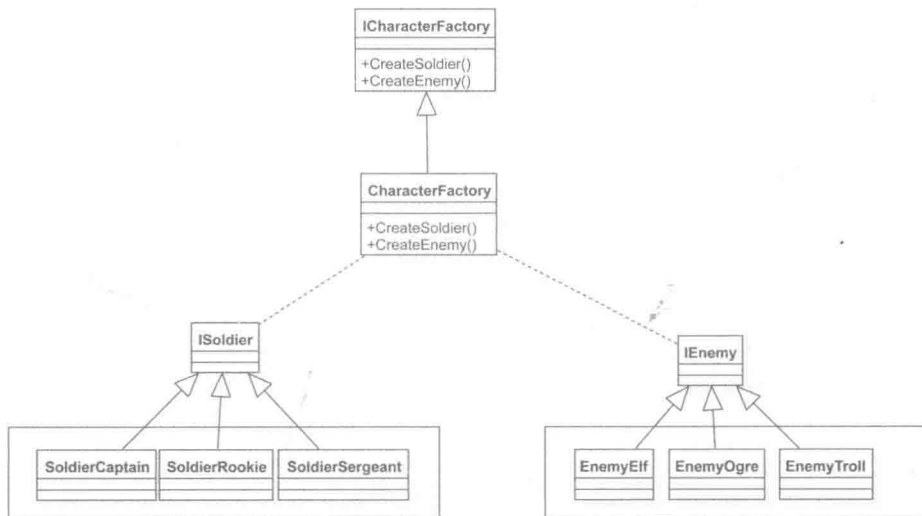 ICharacterFactory
+CreateSoldier()
+CreateEnemy()
CharacterFactory
+CreateSoldier()
+CreateEnemy()
ISoldier
IEnemy
SoldierCaptain
SoldierRookie
SoldierSergeant
EnemyElf
EnemyOgre
EnemyTroll